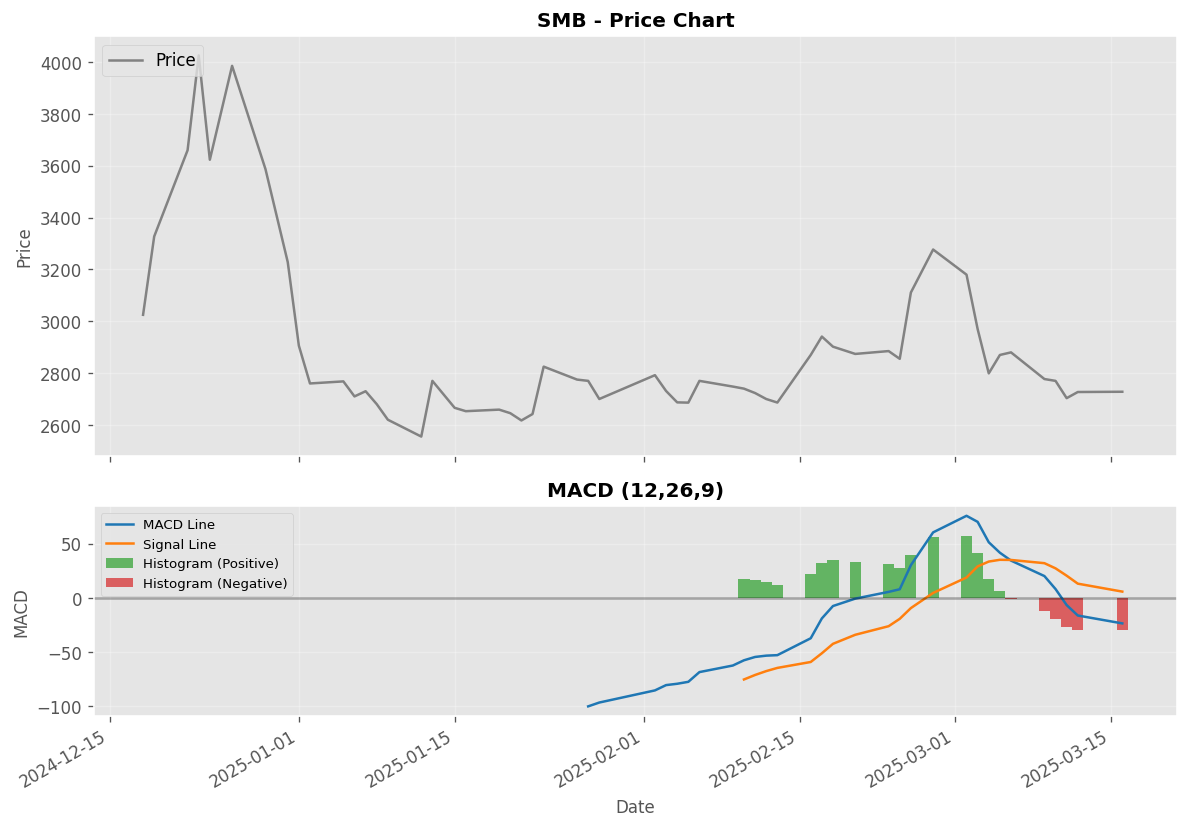 SMB - Price Chart
Price
4000
3800
3600
3400
3200
3000
2800
2600
Price
MACD (12,26,9)
MACD Line
Signal Line
Histogram (Positive)
Histogram (Negative)
50
0
−50
−100
MACD
2024-12-15
2025-01-01
2025-01-15
2025-02-01
2025-02-15
2025-03-01
2025-03-15
Date